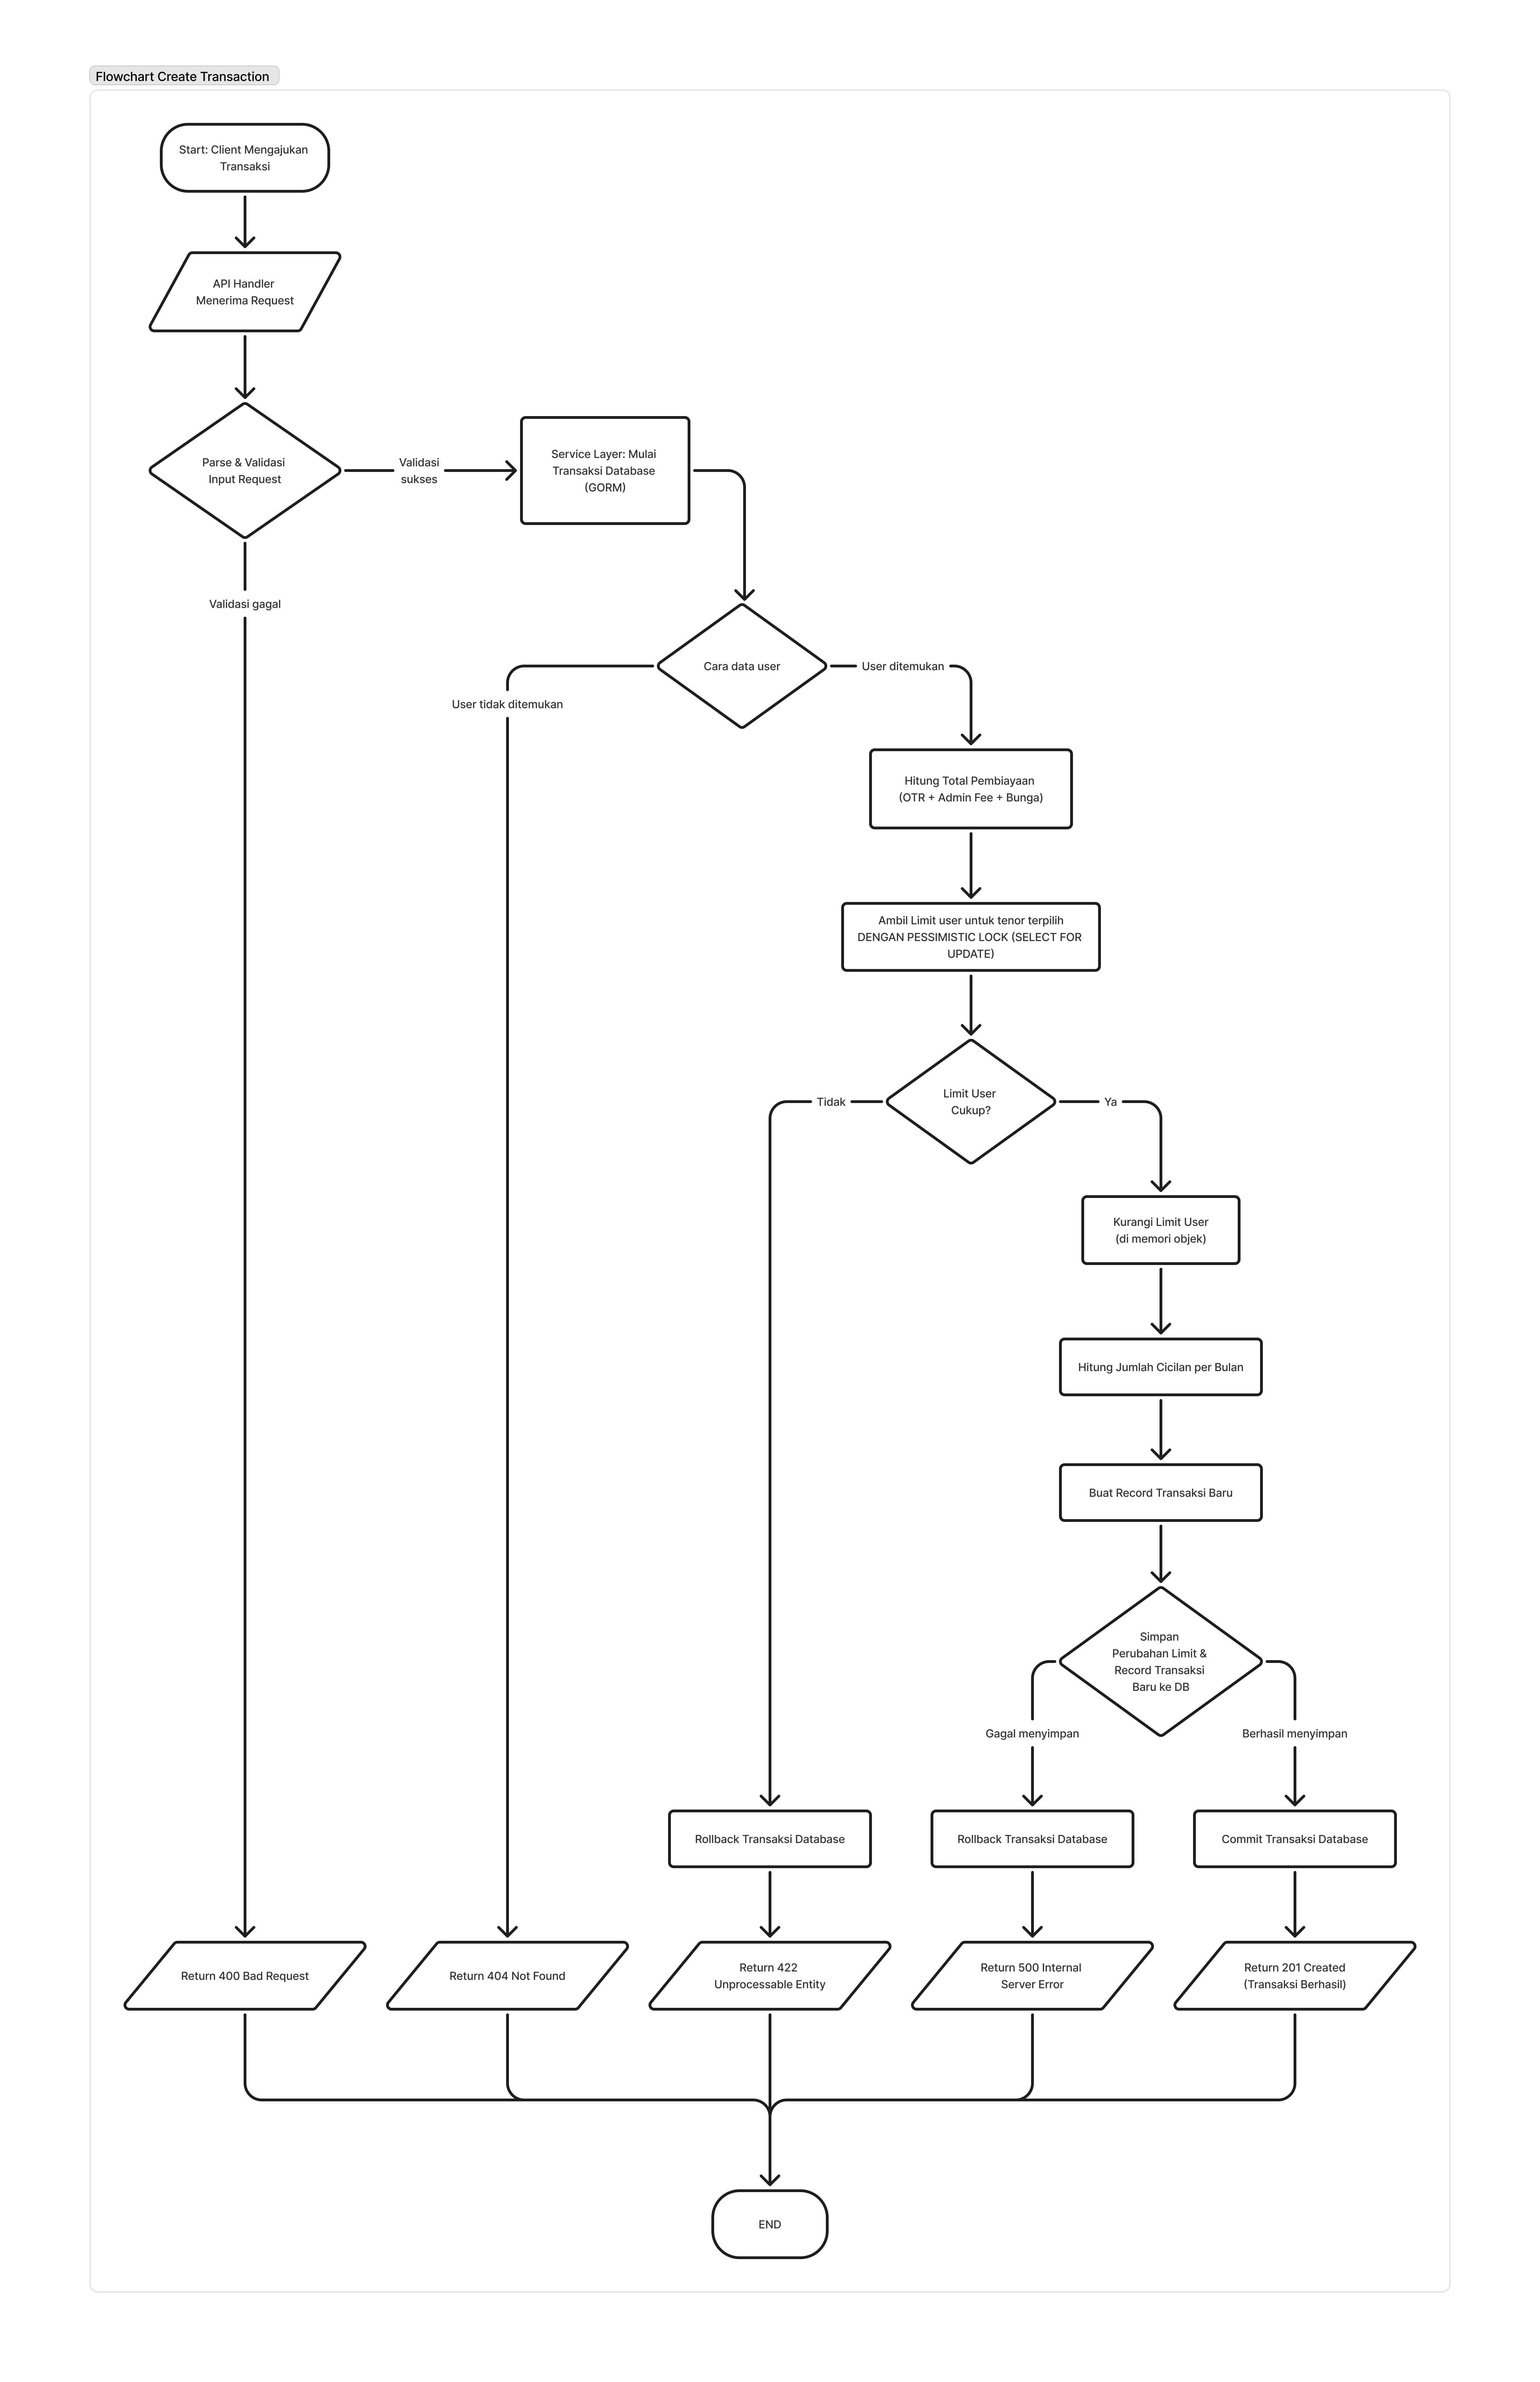 Flowchart Create Transaction
Start: Client Mengajukan
Transaksi
API Handler
Menerima Request
Parse & Validasi
Input Request
Validasi
sukses
Service Layer: Mulai
Transaksi Database
(GORM)
Validasi gagal
Cara data user
User ditemukan
User tidak ditemukan
Hitung Total Pembiayaan
(OTR + Admin Fee + Bunga)
Ambil Limit user untuk tenor terpilih
DENGAN PESSIMISTIC LOCK (SELECT FOR
UPDATE)
Limit User
Cukup?
Tidak
Ya
Kurangi Limit User
(di memori objek)
Hitung Jumlah Cicilan per Bulan
Buat Record Transaksi Baru
Simpan
Perubahan Limit &
Record Transaksi
Baru ke DB
Gagal menyimpan
Berhasil menyimpan
Rollback Transaksi Database
Rollback Transaksi Database
Commit Transaksi Database
Return 400 Bad Request
Return 404 Not Found
Return 422
Unprocessable Entity
Return 500 Internal
Server Error
Return 201 Created
(Transaksi Berhasil)
END